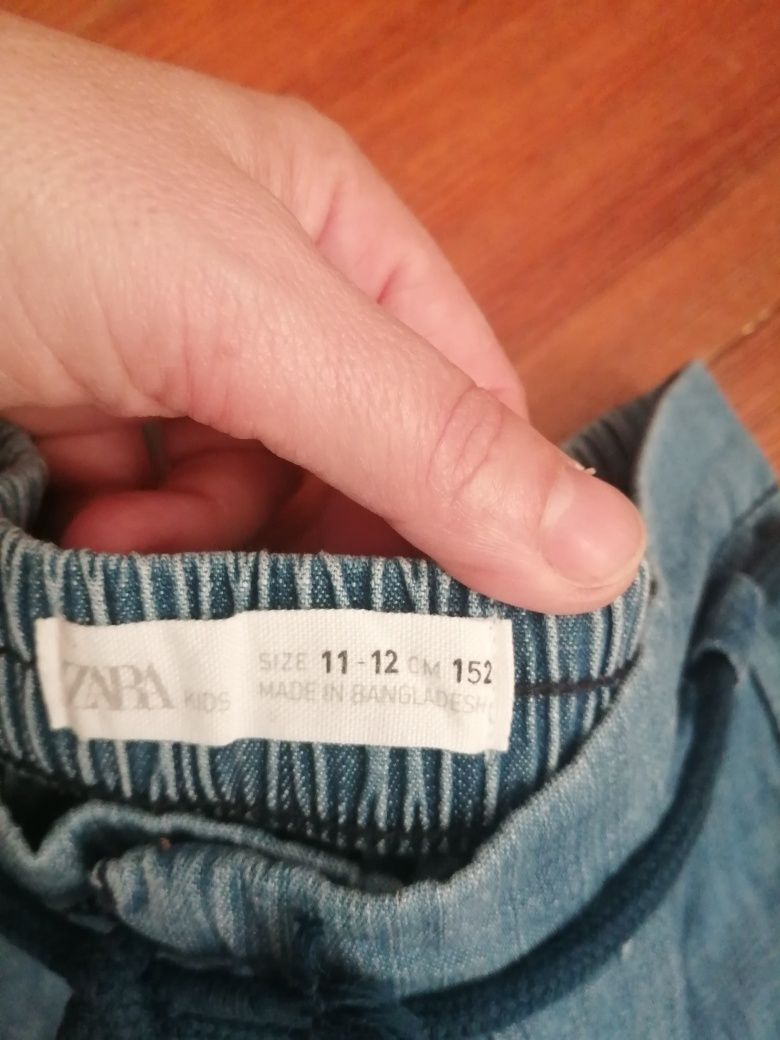 ZARA KIDS
SIZE 11-12 CM 152
MADE IN BANGLADESH